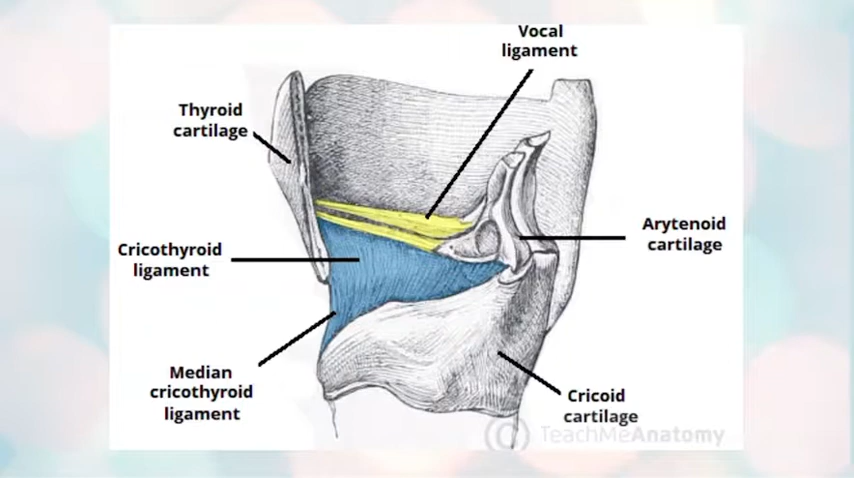 Vocal
ligament
Thyroid
cartilage
Arytenoid
cartilage
Cricothyroid
ligament
Median
cricothyroid
ligament
Cricoid
cartilage
© TeachMeAnatomy